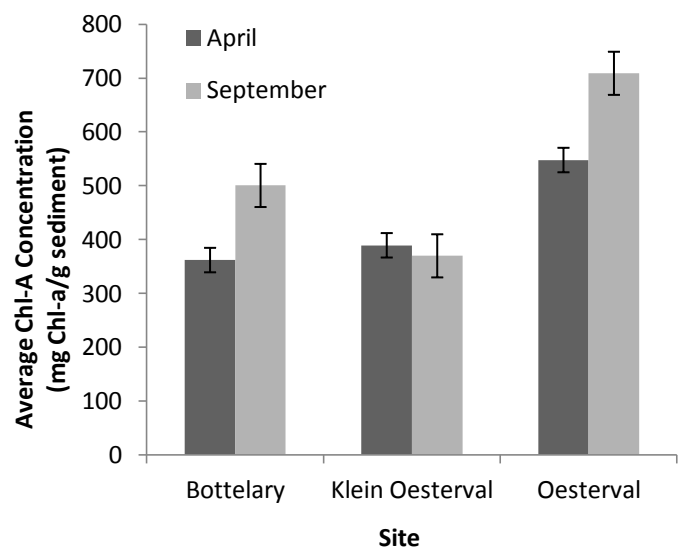 800
700
600
500
400
300
200
100
0
April
September
Average Chl-A Concentration
(mg Chl-a/g sediment)
Bottelary
Klein Oesterval
Oesterval
Site